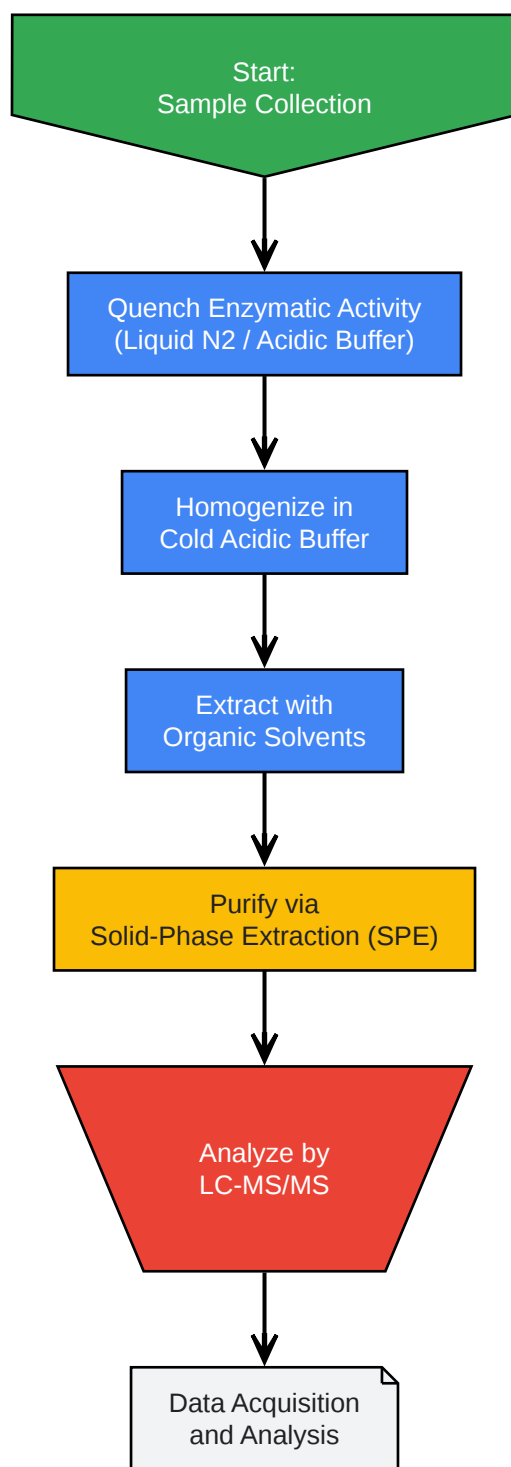 Start:
Sample Collection
Quench Enzymatic Activity
(Liquid N2 / Acidic Buffer)
Homogenize in
Cold Acidic Buffer
Extract with
Organic Solvents
Purify via
Solid-Phase Extraction (SPE)
Analyze by
LC-MS/MS
Data Acquisition
and Analysis